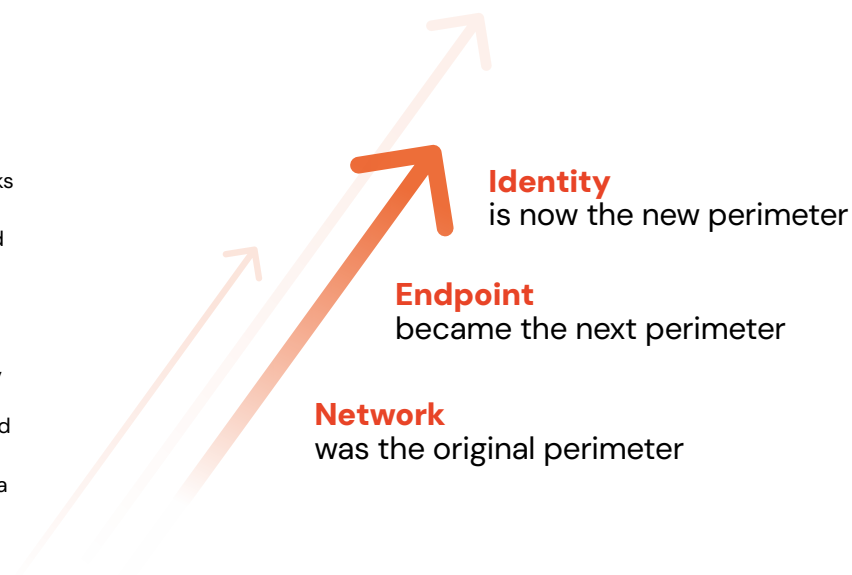 Identity
is now the new perimeter
Endpoint
became the next perimeter
Network
was the original perimeter